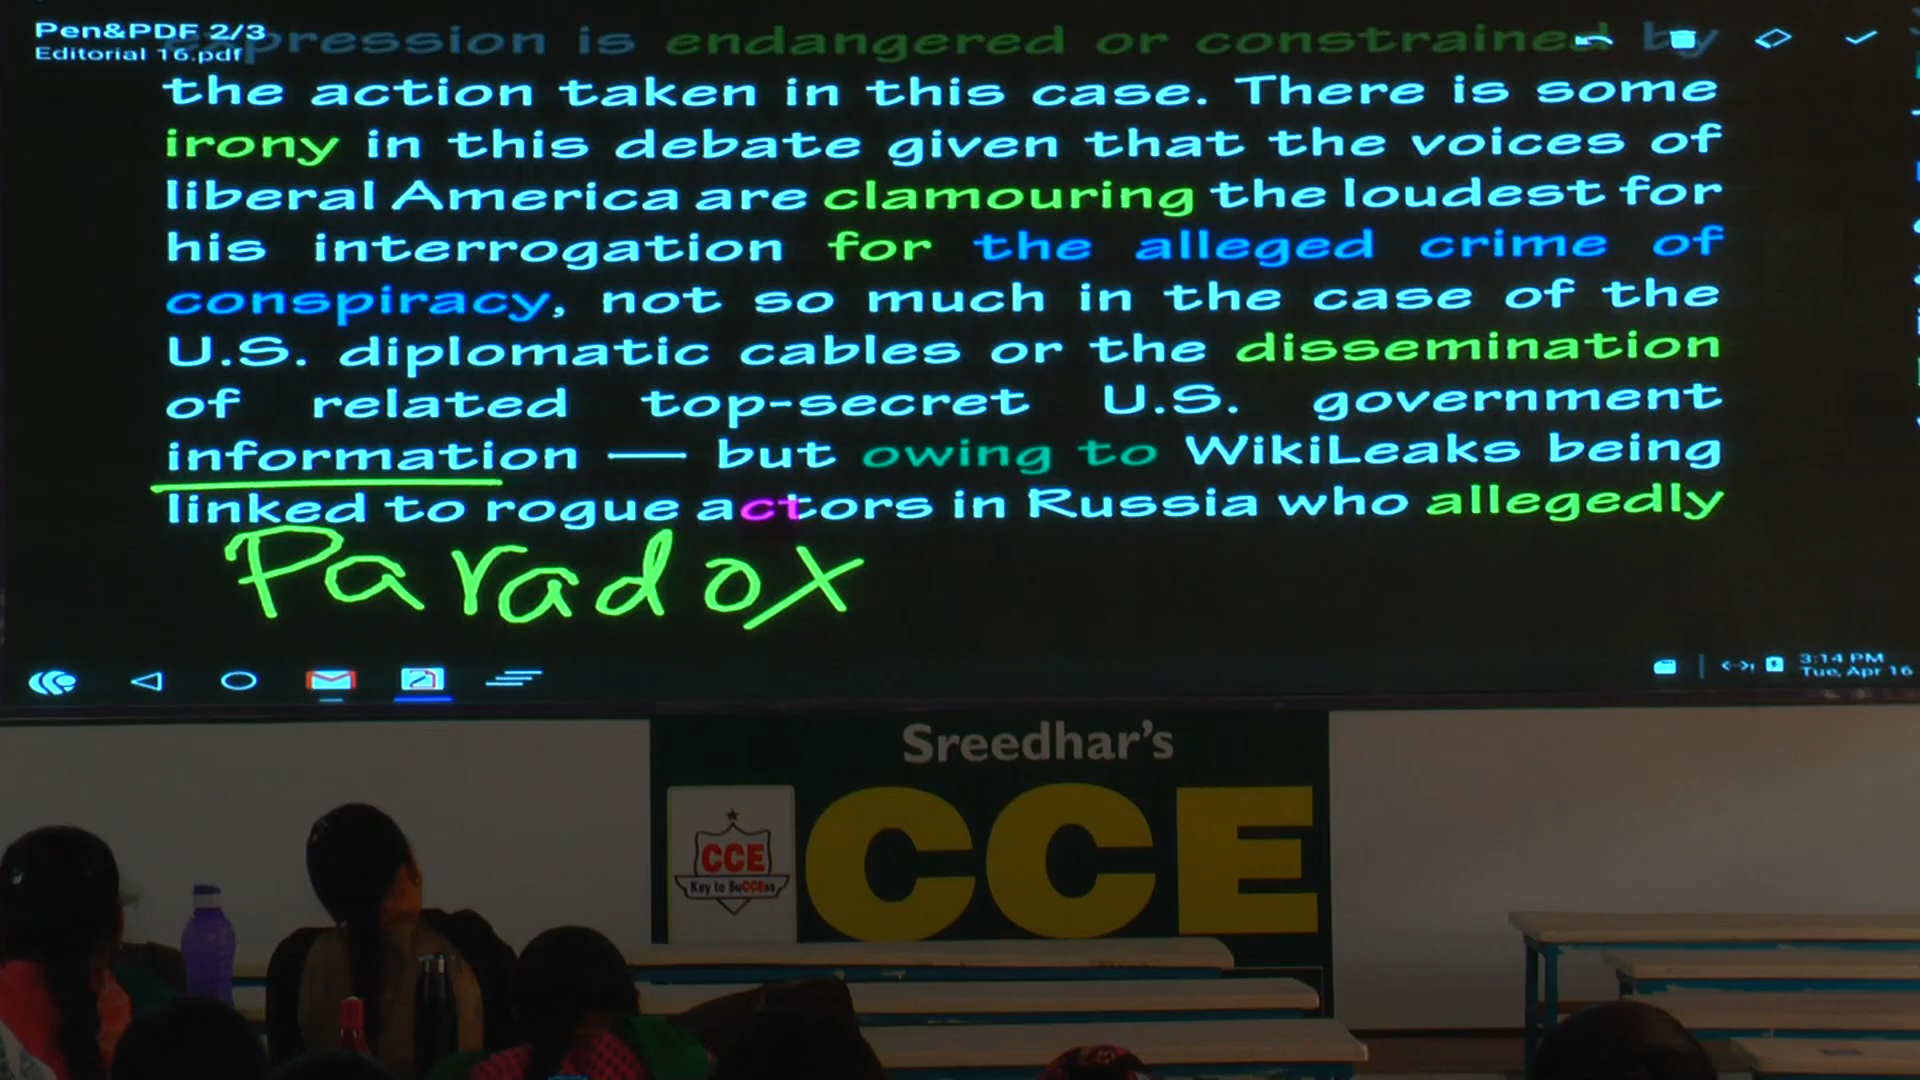 Pen&PDF 2/3
Editorial 16.pdf
pression is endangered or constrained by
the action taken in this case. There is some
irony in this debate given that the voices of
liberal America are clamouring the loudest for
his interrogation for the alleged crime of
conspiracy, not so much in the case of the
U.S. diplomatic cables or the dissemination
of related top-secret U.S. government
information — but owing to WikiLeaks being
linked to rogue actors in Russia who allegedly
Paradox
3:14 PM
Tue, Apr 16
Sreedhar's
CCE
CCE
Key to SuCCEss